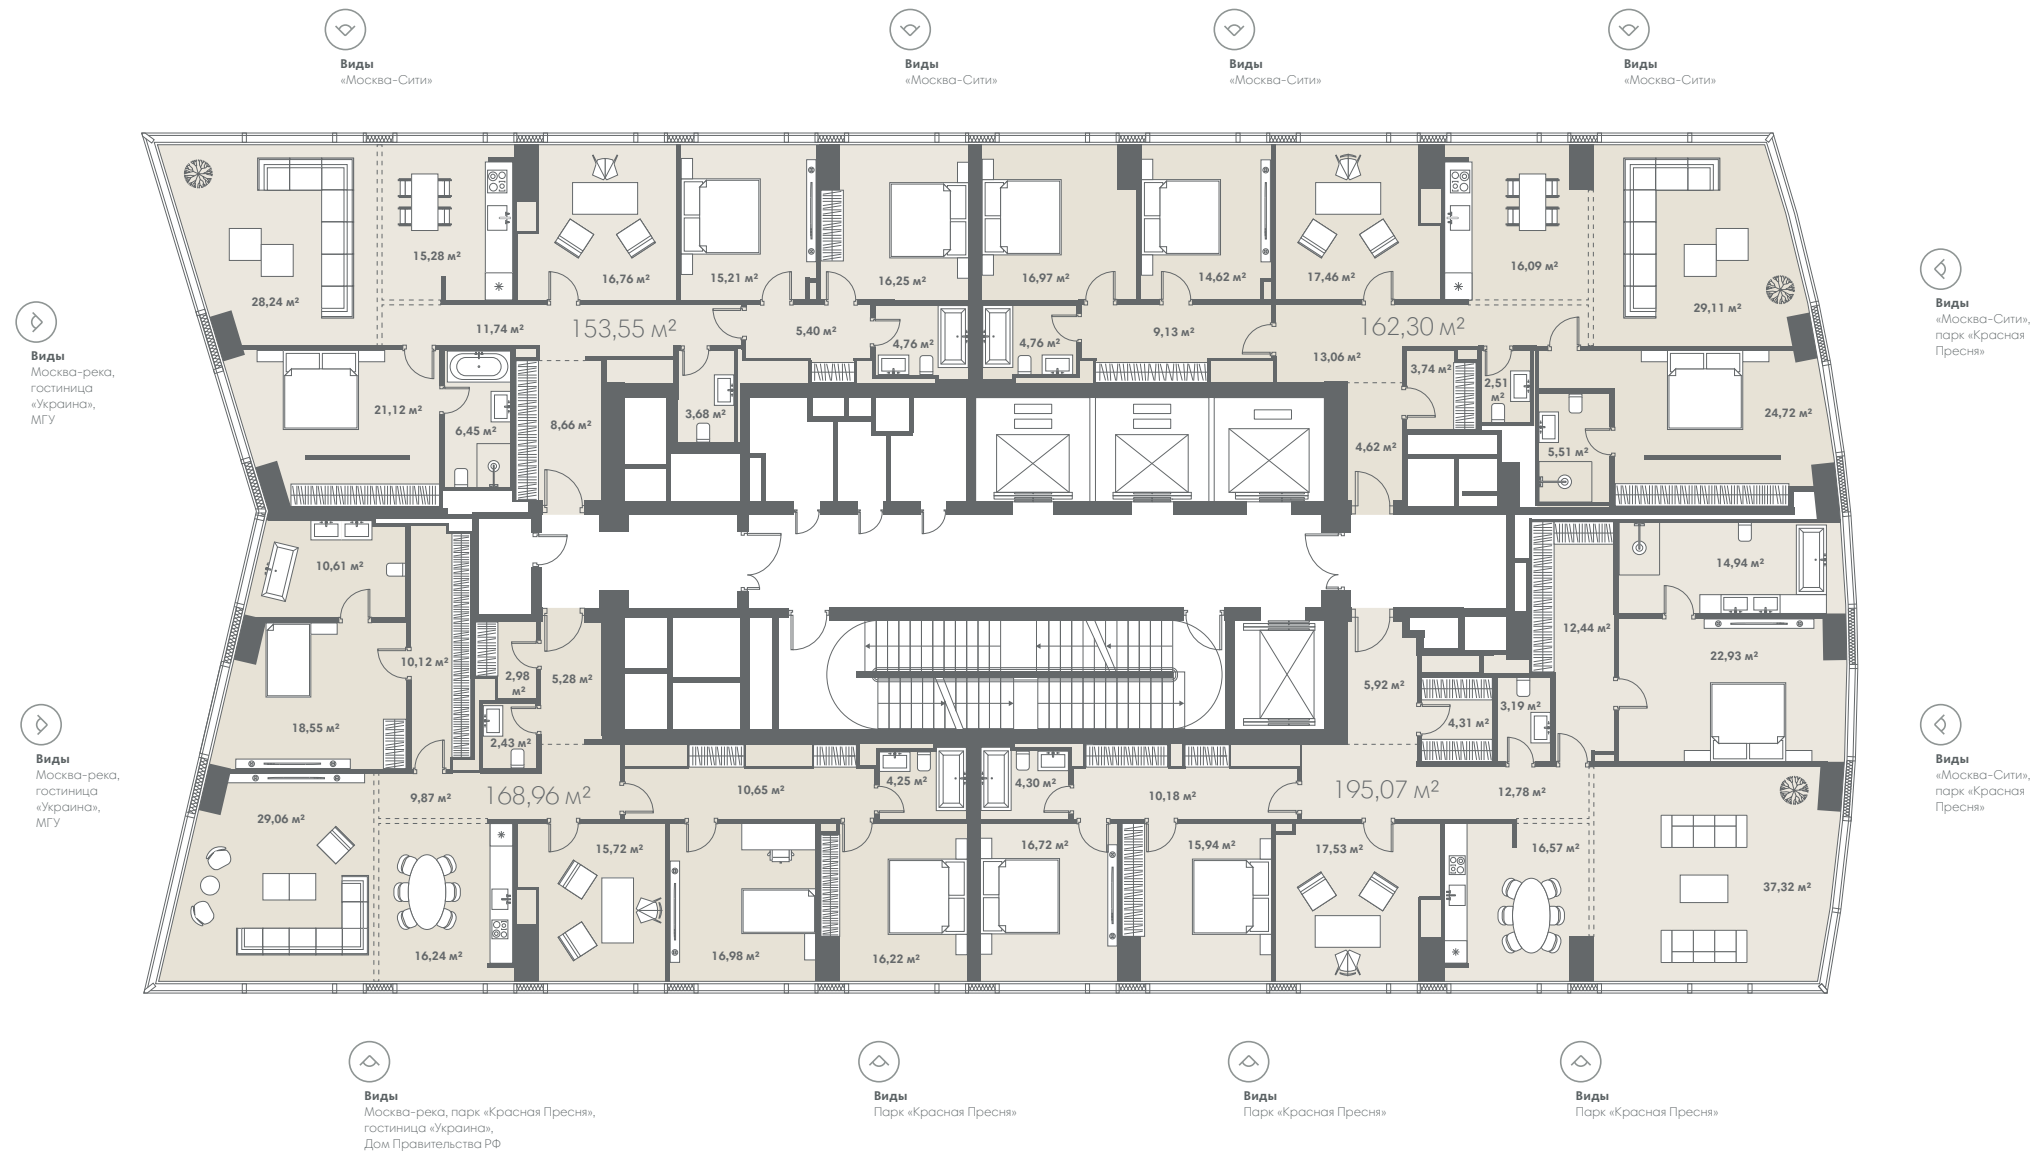 Виды
«Москва-Сити»
Виды
«Москва-Сити»
Виды
«Москва-Сити»
Виды
«Москва-Сити»
15,28 м²
28,24 м²
16,76 м²
15,21 м²
16,25 м²
16,97 м²
14,62 м²
17,46 м²
16,09 м²
29,11 м²
Виды
«Москва-Сити»,
парк «Красная
Пресня»
11,74 м²
153,55 м²
5,40 м²
4,76 м²
4,76 м²
9,13 м²
162,30 м²
13,06 м²
Виды
Москва-река,
гостиница
«Украина»,
МГУ
21,12 м²
6,45 м²
8,66 м²
3,68 м²
3,74 м²
2,51
м²
4,62 м²
5,51 м²
24,72 м²
10,61 м²
14,94 м²
12,44 м²
10,12 м²
2,98
м²
5,28 м²
5,92 м²
22,93 м²
18,55 м²
2,43 м²
4,31 м²
3,19 м²
Виды
Москва-река,
гостиница
«Украина»,
МГУ
Виды
«Москва-Сити»,
парк «Красная
Пресня»
9,87 м²
168,96 м²
10,65 м²
4,25 м²
4,30 м²
10,18 м²
195,07 м²
12,78 м²
29,06 м²
15,72 м²
16,72 м²
15,94 м²
17,53 м²
16,57 м²
37,32 м²
16,24 м²
16,98 м²
16,22 м²
Виды
Москва-река, парк «Красная Пресня»,
гостиница «Украина»,
Дом Правительства РФ
Виды
Парк «Красная Пресня»
Виды
Парк «Красная Пресня»
Виды
Парк «Красная Пресня»